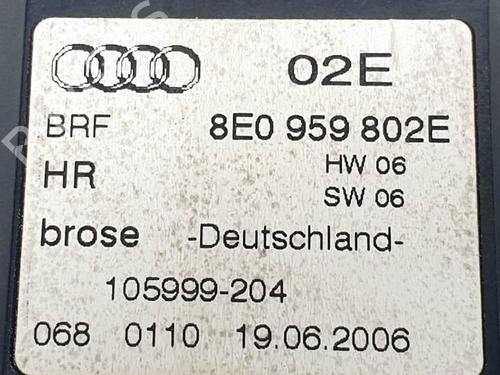 02E
BRF 8E0 959 802E
HR HW 06
SW 06
brose -Deutschland-
105999-204
068 0110 19.06.2006